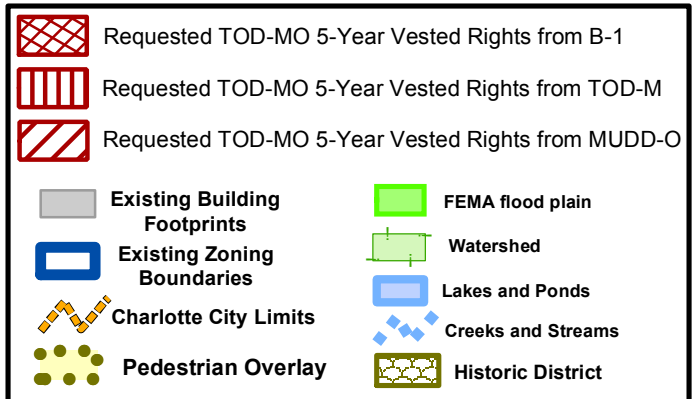 Requested TOD-MO 5-Year Vested Rights from B-1
Requested TOD-MO 5-Year Vested Rights from TOD-M
Requested TOD-MO 5-Year Vested Rights from MUDD-O
Existing Building
Footprints
Existing Zoning
Boundaries
Charlotte City Limits
Pedestrian Overlay
FEMA flood plain
Watershed
Lakes and Ponds
Creeks and Streams
Historic District